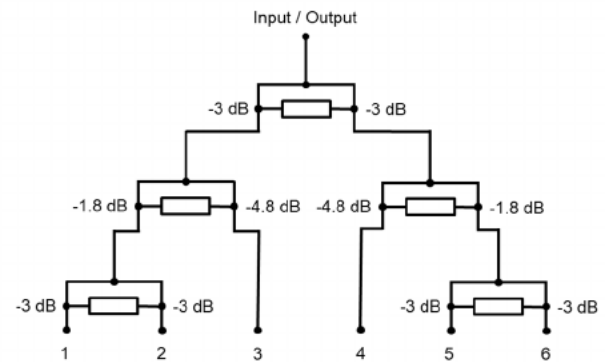 Input / Output
-3 dB -3 dB
-1.8 dB -4.8 dB -4.8 dB -1.8 dB
-3 dB -3 dB -3 dB -3 dB
1 2 3 4 5 6